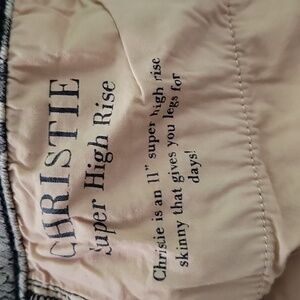 CHRISTIE
Super High Rise
Christie is an 11" super high rise
skinny that gives you legs for
days!